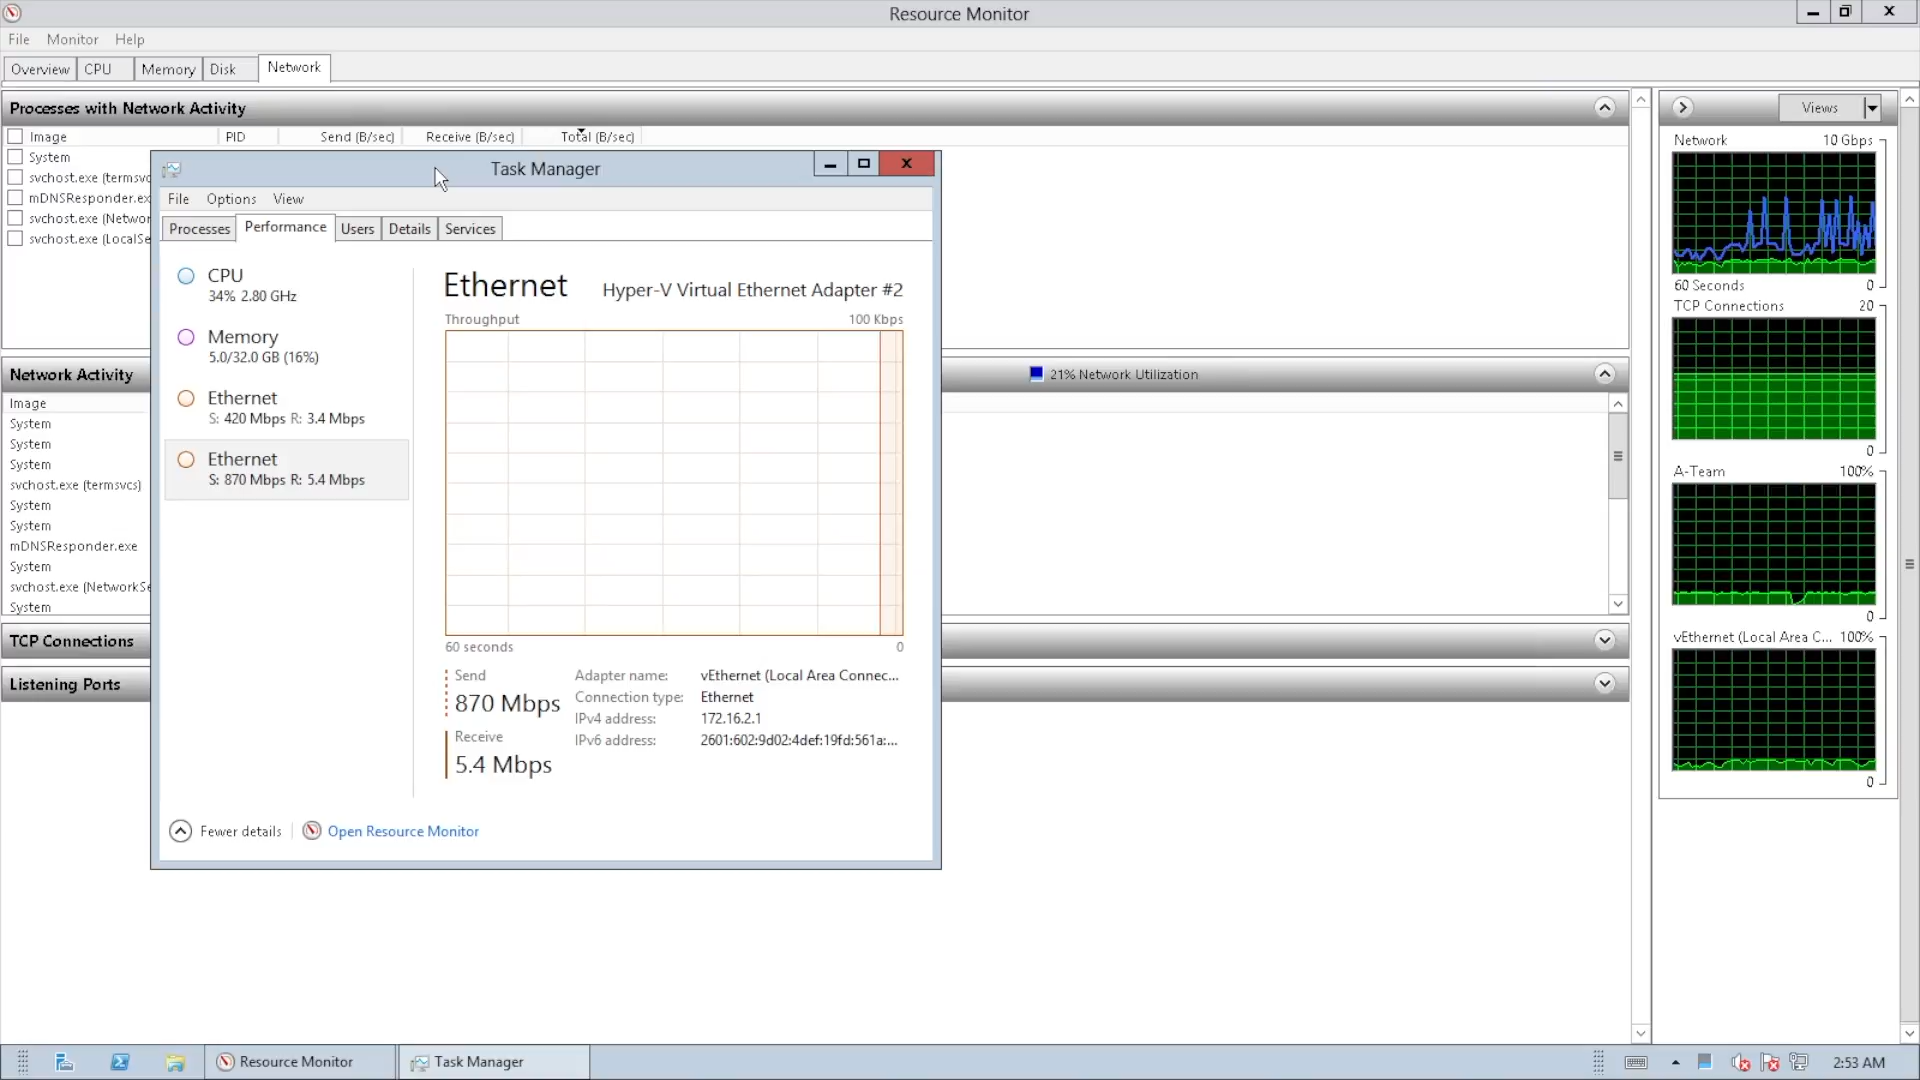 Resource Monitor
File Monitor Help
Overview CPU Memory Disk Network
Processes with Network Activity
Image PID Send (B/sec) Receive (B/sec) Total (B/sec)
System
svchost.exe (termsvc
mDNSResponder.ex
svchost.exe (Networ
svchost.exe (LocalSe
Network Activity
21% Network Utilization
Image
System
System
System
svchost.exe (termsvcs)
System
System
mDNSResponder.exe
System
svchost.exe (NetworkSe
System
TCP Connections
Listening Ports
Task Manager
File Options View
Processes Performance Users Details Services
CPU
34% 2.80 GHz
Memory
5.0/32.0 GB (16%)
Ethernet
S: 420 Mbps R: 3.4 Mbps
Ethernet
S: 870 Mbps R: 5.4 Mbps
Ethernet Hyper-V Virtual Ethernet Adapter #2
Throughput 100 Kbps
60 seconds 0
Send
870 Mbps
Receive
5.4 Mbps
Adapter name: vEthernet (Local Area Connec...
Connection type: Ethernet
IPv4 address: 172.16.2.1
IPv6 address: 2601:602:9d02:4def:19fd:561a:...
Fewer details Open Resource Monitor
Views
Network 10 Gbps
60 Seconds 0
TCP Connections 20
0
A-Team 100%
0
vEthernet (Local Area C... 100%
0
Resource Monitor Task Manager 2:53 AM